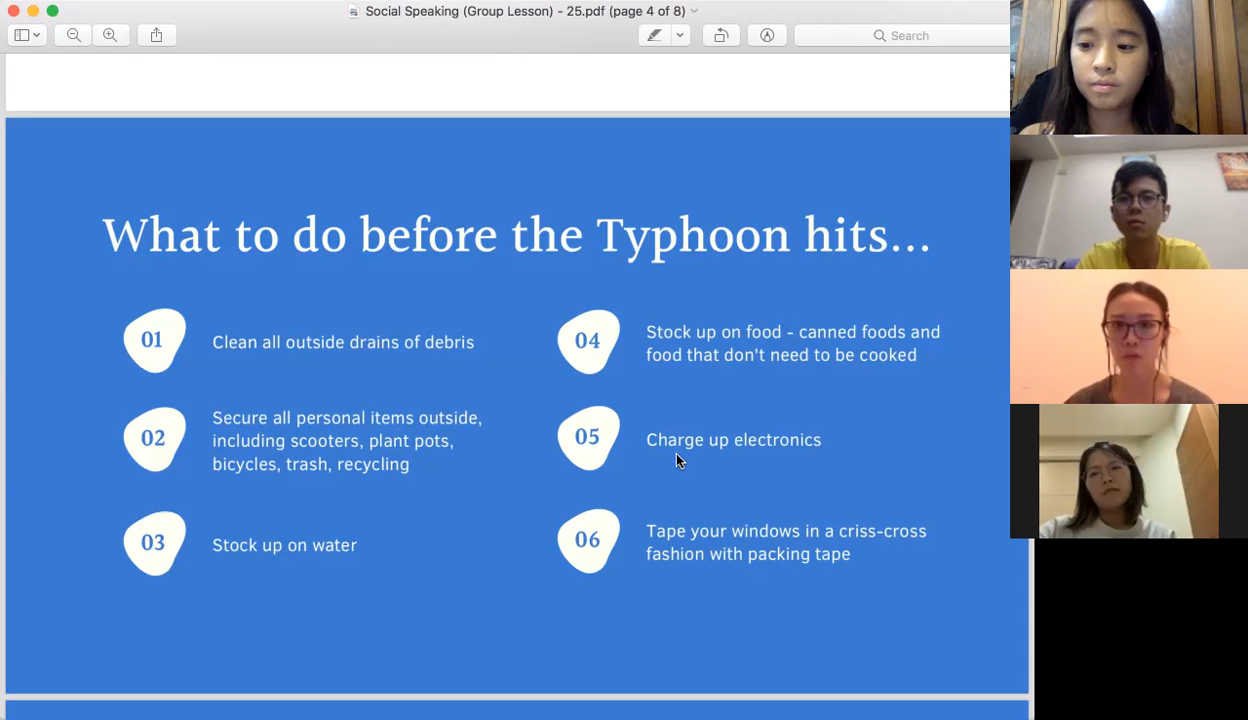 Social Speaking (Group Lesson) - 25.pdf (page 4 of 8)
Search
What to do before the Typhoon hits...
01
Clean all outside drains of debris
02
Secure all personal items outside,
including scooters, plant pots,
bicycles, trash, recycling
03
Stock up on water
04
Stock up on food - canned foods and
food that don't need to be cooked
05
Charge up electronics
06
Tape your windows in a criss-cross
fashion with packing tape